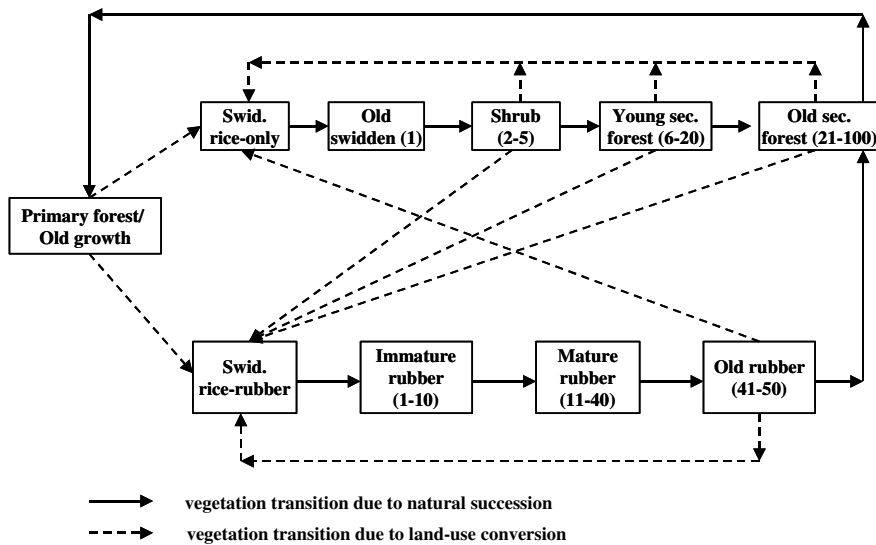 Swid.
rice-only
Old
swidden (1)
Shrub
(2-5)
Young sec.
forest (6-20)
Old sec.
forest (21-100)
Primary forest/
Old growth
Swid.
rice-rubber
Immature
rubber
(1-10)
Mature
rubber
(11-40)
Old rubber
(41-50)
vegetation transition due to natural succession
vegetation transition due to land-use conversion